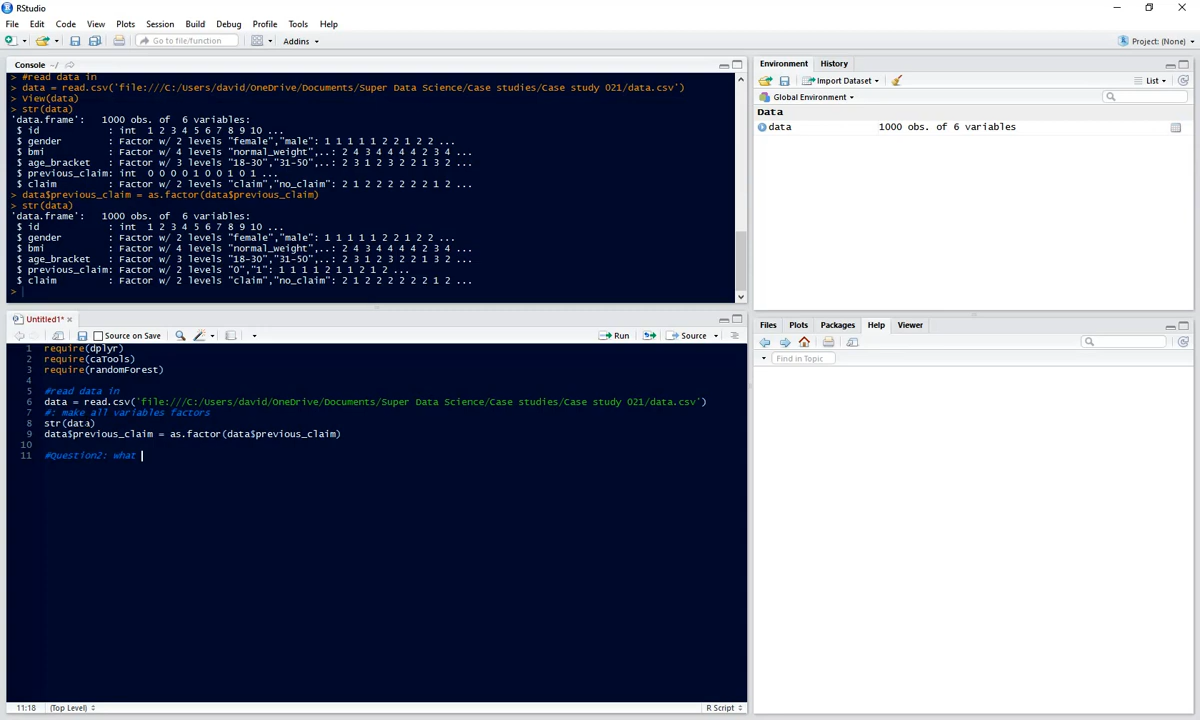 RStudio
File Edit Code View Plots Session Build Debug Profile Tools Help
Go to file/function Addins Project: (None)
Console ~/
> #read data in
> data = read.csv('file:///C:/Users/david/OneDrive/Documents/Super Data Science/Case studies/Case study 021/data.csv')
> View(data)
> str(data)
'data.frame': 1000 obs. of 6 variables:
$ id : int 1 2 3 4 5 6 7 8 9 10 ...
$ gender : Factor w/ 2 levels "female","male": 1 1 1 1 1 2 2 1 2 2 ...
$ bmi : Factor w/ 4 levels "normal_weight",..: 2 4 3 4 4 4 4 2 3 4 ...
$ age_bracket : Factor w/ 3 levels "18-30","31-50",..: 2 3 1 2 3 2 2 1 3 2 ...
$ previous_claim: int 0 0 0 0 1 0 0 1 0 1 ...
$ claim : Factor w/ 2 levels "claim","no_claim": 2 1 2 2 2 2 2 2 1 2 ...
> data$previous_claim = as.factor(data$previous_claim)
> str(data)
'data.frame': 1000 obs. of 6 variables:
$ id : int 1 2 3 4 5 6 7 8 9 10 ...
$ gender : Factor w/ 2 levels "female","male": 1 1 1 1 1 2 2 1 2 2 ...
$ bmi : Factor w/ 4 levels "normal_weight",..: 2 4 3 4 4 4 4 2 3 4 ...
$ age_bracket : Factor w/ 3 levels "18-30","31-50",..: 2 3 1 2 3 2 2 1 3 2 ...
$ previous_claim: Factor w/ 2 levels "0","1": 1 1 1 1 2 1 1 2 1 2 ...
$ claim : Factor w/ 2 levels "claim","no_claim": 2 1 2 2 2 2 2 2 1 2 ...
>
Untitled1*
Source on Save Run Source
1 require(dplyr)
2 require(caTools)
3 require(randomForest)
4
5 #read data in
6 data = read.csv('file:///C:/Users/david/OneDrive/Documents/Super Data Science/Case studies/Case study 021/data.csv')
7 #: make all variables factors
8 str(data)
9 data$previous_claim = as.factor(data$previous_claim)
10
11 #Question2: what
11:18 (Top Level) R Script
Environment History
Import Dataset List
Global Environment
Data
data 1000 obs. of 6 variables
Files Plots Packages Help Viewer
Find in Topic